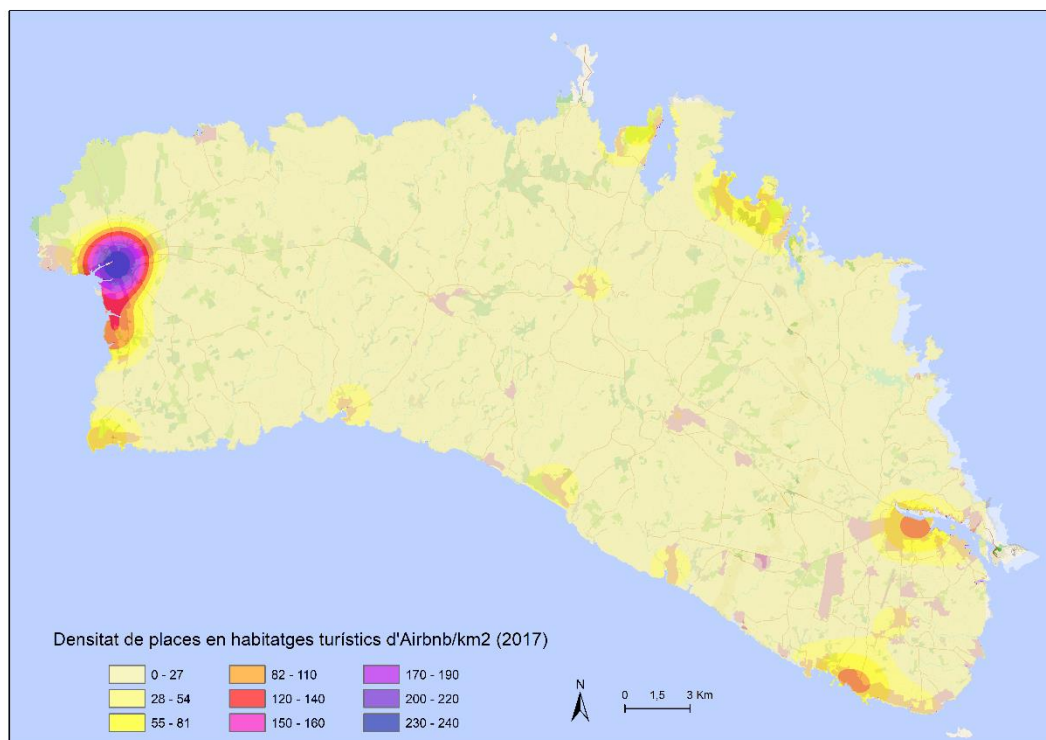 Densitat de places en habitatges turístics d'Airbnb/km2 (2017)
0 - 27
28 - 54
55 - 81
82 - 110
120 - 140
150 - 160
170 - 190
200 - 220
230 - 240
N
0 1,5 3 Km